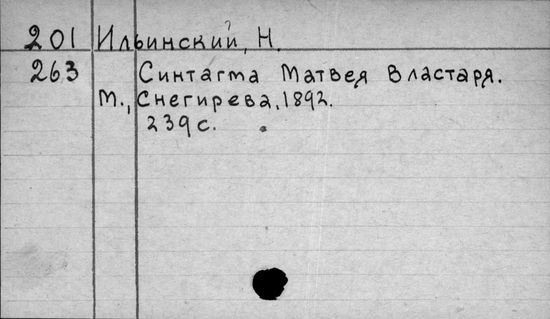 201 Ильинский, Н.
263 Синтагма Матвея Властаря.
М., Снегирева, 1892.
239 с.